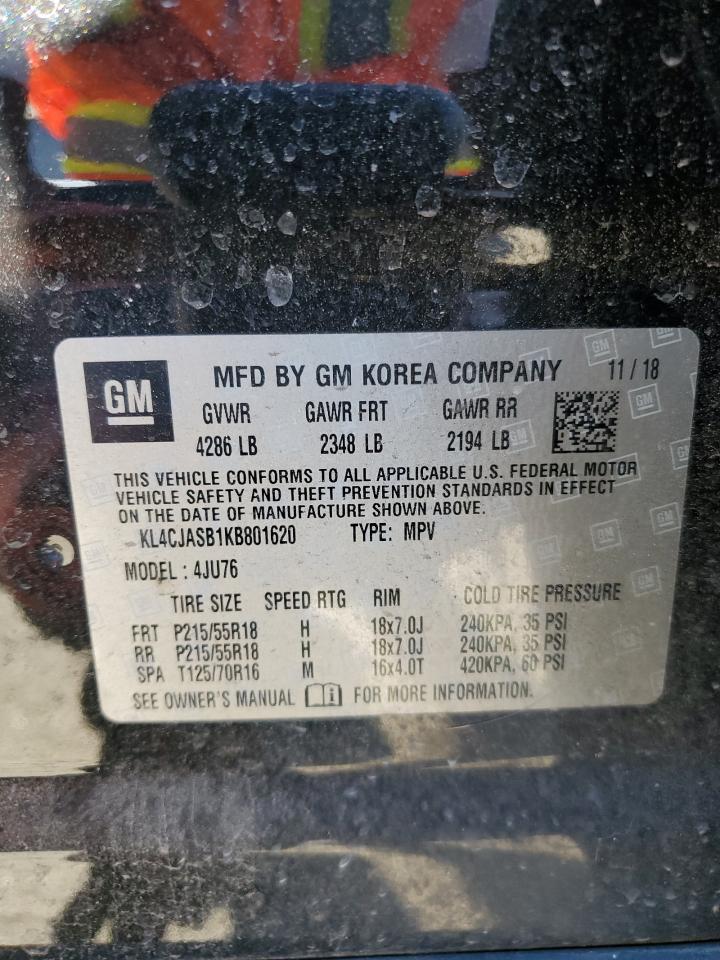 GM MFD BY GM KOREA COMPANY 11 / 18
GVWR GAWR FRT GAWR RR
4286 LB 2348 LB 2194 LB
THIS VEHICLE CONFORMS TO ALL APPLICABLE U.S. FEDERAL MOTOR
VEHICLE SAFETY AND THEFT PREVENTION STANDARDS IN EFFECT
ON THE DATE OF MANUFACTURE SHOWN ABOVE.
KL4CJASB1KB801620 TYPE: MPV
MODEL : 4JU76
TIRE SIZE SPEED RTG RIM COLD TIRE PRESSURE
FRT P215/55R18 H 18x7.0J 240KPA, 35 PSI
RR P215/55R18 H 18x7.0J 240KPA, 35 PSI
SPA T125/70R16 M 16x4.0T 420KPA, 60 PSI
SEE OWNER'S MANUAL i FOR MORE INFORMATION.